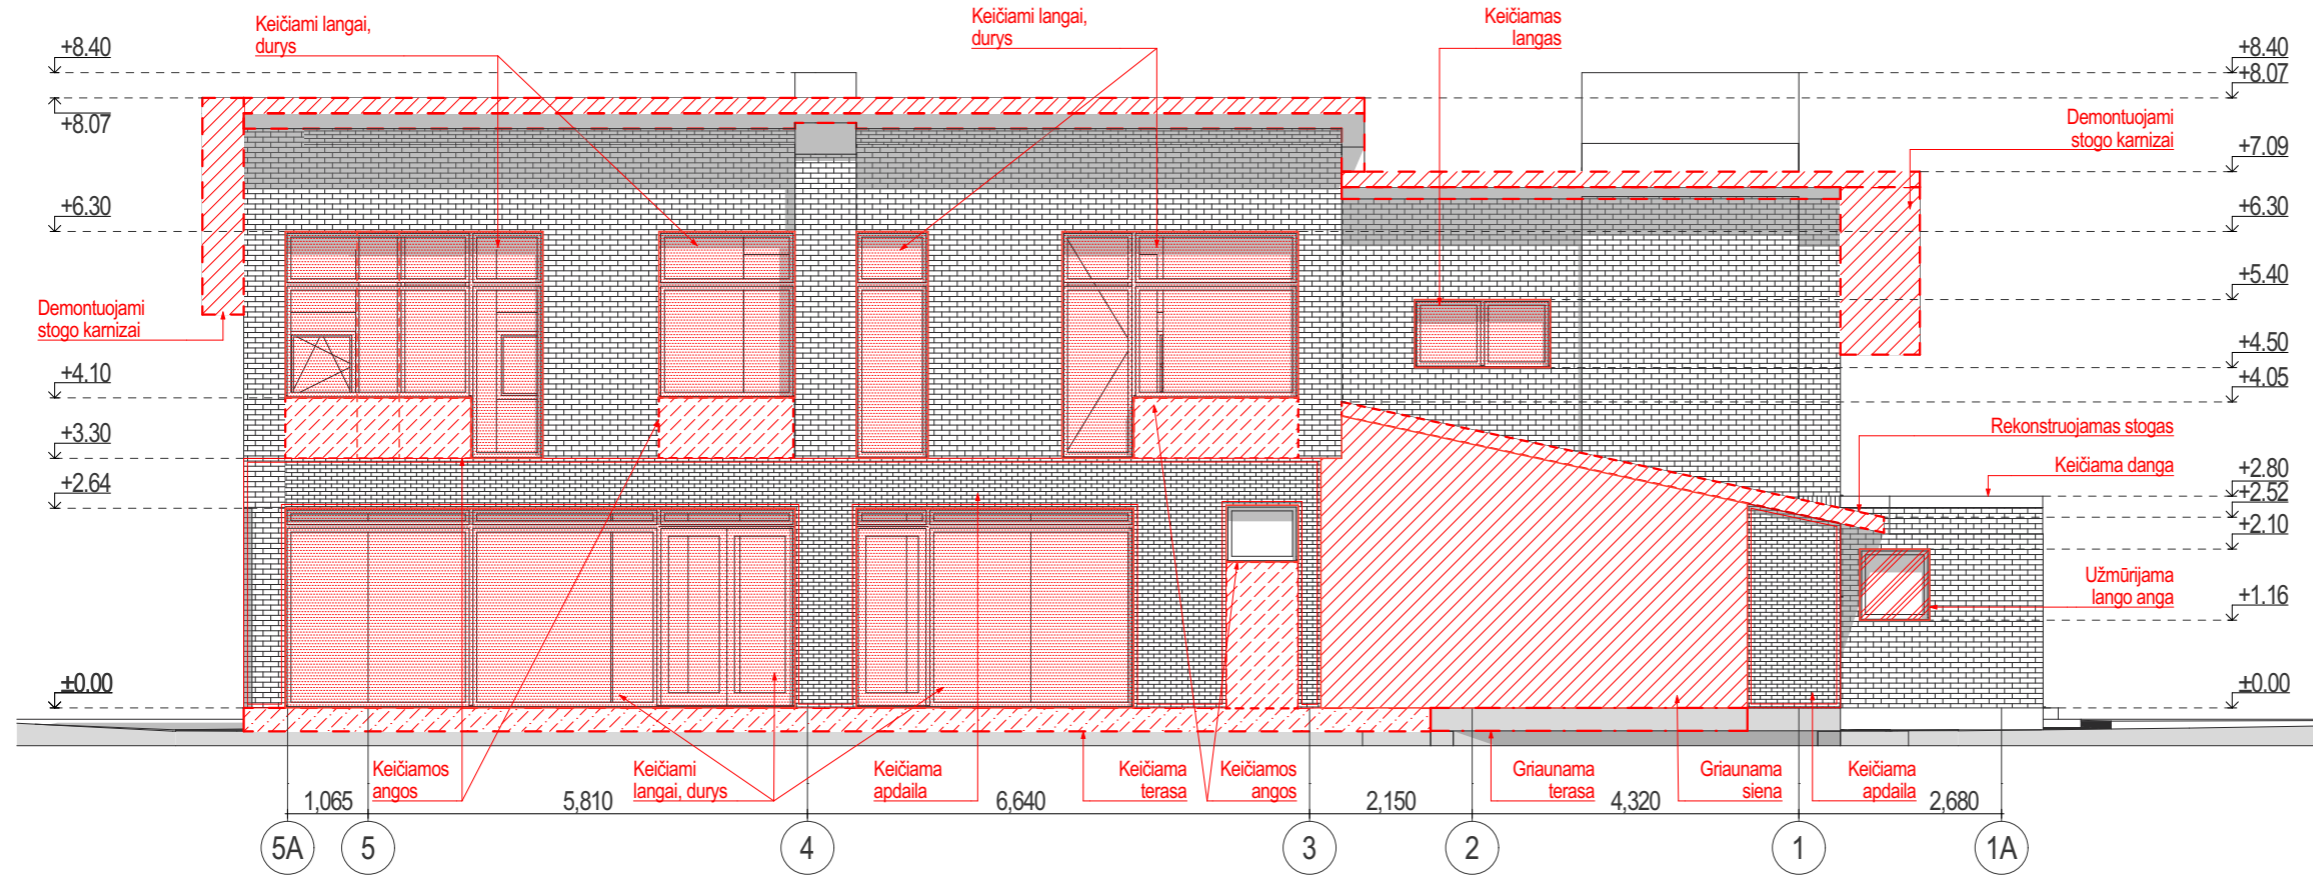 Keičiami langai,
durys
Keičiami langai,
durys
Keičiamas
langas
+8.40
+8.07
+6.30
Demontuojami
stogo karnizai
+4.10
+3.30
+2.64
±0.00
+8.40
+8.07
Demontuojami
stogo karnizai
+7.09
+6.30
+5.40
+4.50
+4.05
Rekonstruojamas stogas
Keičiama danga
+2.80
+2.52
+2.10
Užmūrijama
lango anga
+1.16
±0.00
Keičiamos
angos
Keičiami
langai, durys
Keičiama
apdaila
Keičiama
terasa
Keičiamos
angos
Griaunama
terasa
Griaunama
siena
Keičiama
apdaila
1,065
5,810
6,640
2,150
4,320
2,680
5A
5
4
3
2
1
1A